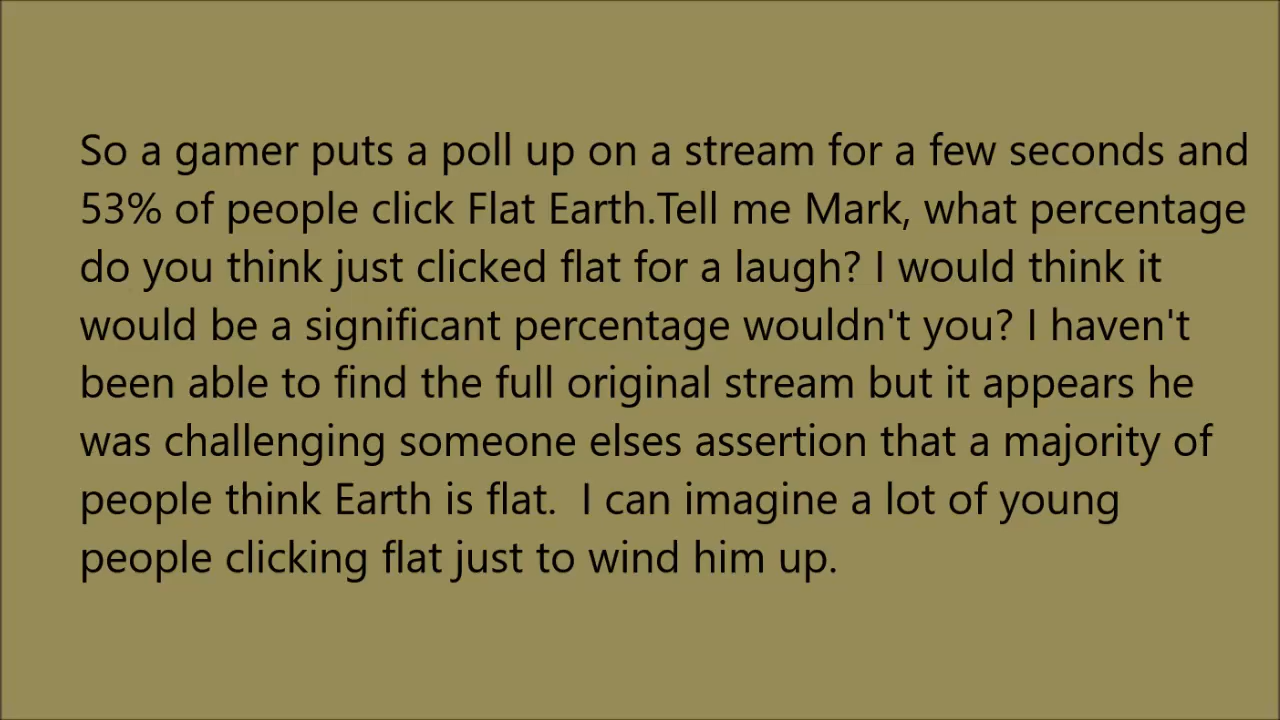 So a gamer puts a poll up on a stream for a few seconds and
53% of people click Flat Earth.Tell me Mark, what percentage
do you think just clicked flat for a laugh? I would think it
would be a significant percentage wouldn't you? I haven't
been able to find the full original stream but it appears he
was challenging someone elses assertion that a majority of
people think Earth is flat.  I can imagine a lot of young
people clicking flat just to wind him up.